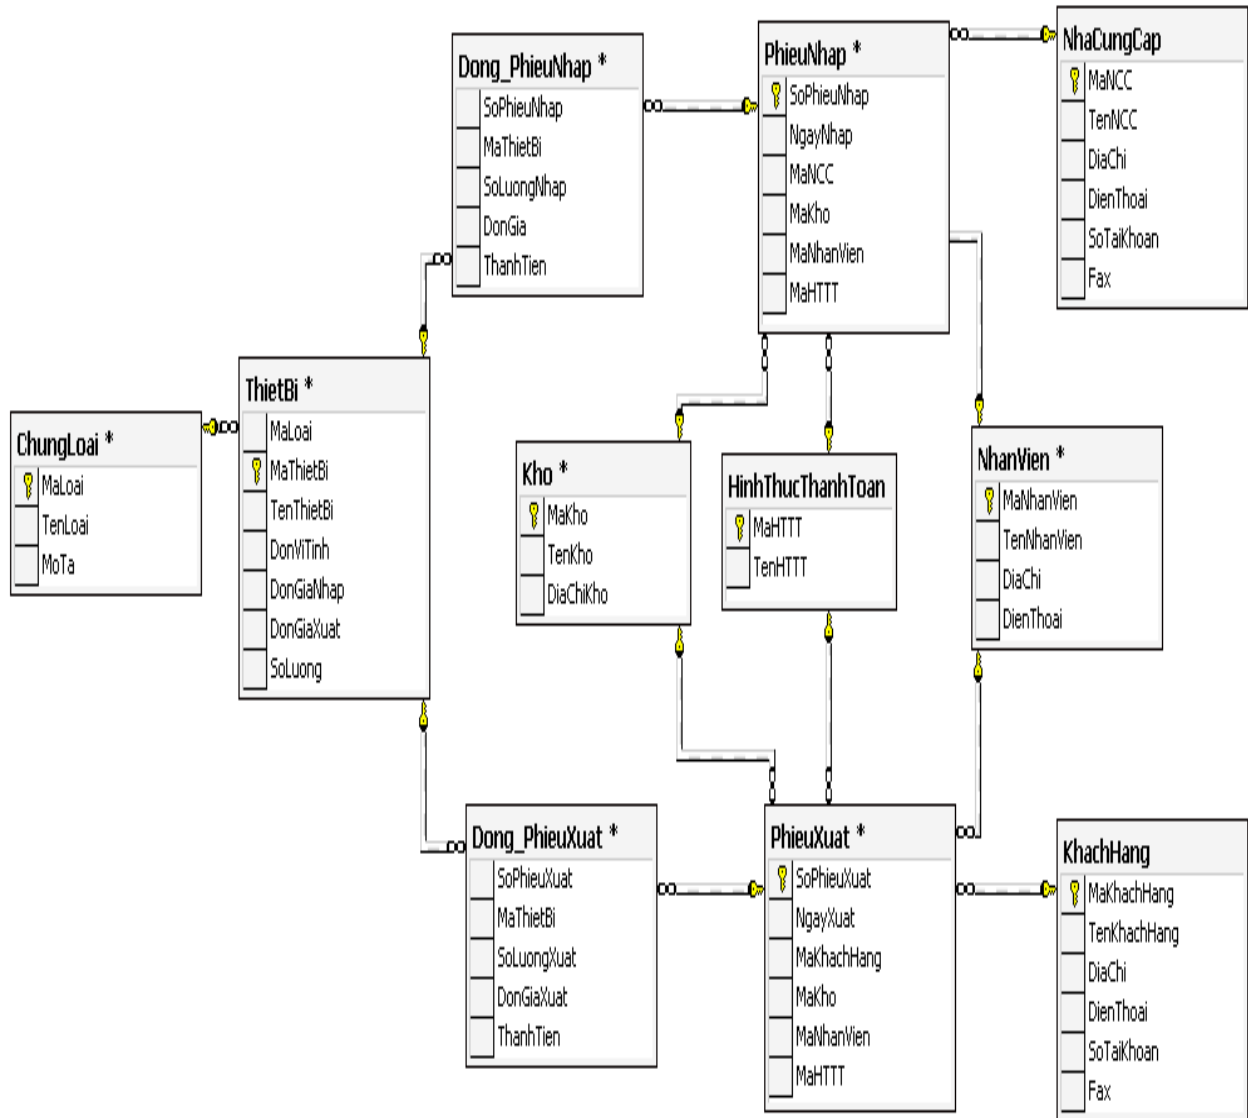 Dong_PhieuNhap *
SoPhieuNhap
MaThietBi
SoLuongNhap
DonGia
ThanhTien
PhieuNhap *
SoPhieuNhap
NgayNhap
MaNCC
MaKho
MaNhanVien
MaHTTT
NhaCungCap
MaNCC
TenNCC
DiaChi
DienThoai
SoTaiKhoan
Fax
ChungLoai *
MaLoai
TenLoai
MoTa
ThietBi *
MaLoai
MaThietBi
TenThietBi
DonViTinh
DonGiaNhap
DonGiaXuat
SoLuong
Kho *
MaKho
TenKho
DiaChiKho
HinhThucThanhToan
MaHTTT
TenHTTT
NhanVien *
MaNhanVien
TenNhanVien
DiaChi
DienThoai
Dong_PhieuXuat *
SoPhieuXuat
MaThietBi
SoLuongXuat
DonGiaXuat
ThanhTien
PhieuXuat *
SoPhieuXuat
NgayXuat
MaKhachHang
MaKho
MaNhanVien
MaHTTT
KhachHang
MaKhachHang
TenKhachHang
DiaChi
DienThoai
SoTaiKhoan
Fax